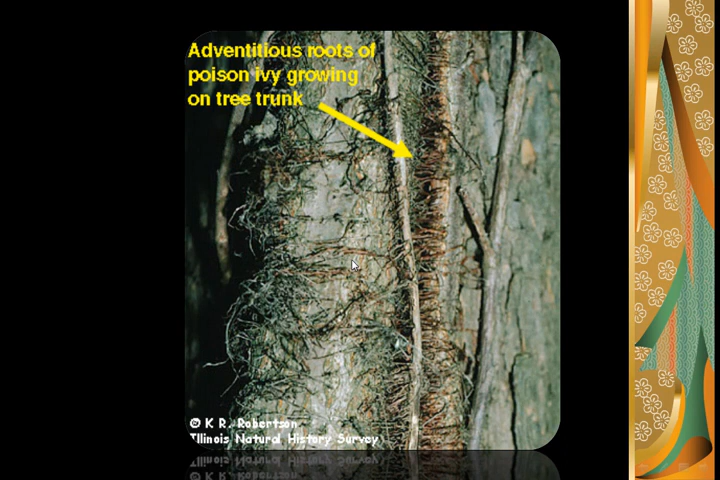 Adventitious roots of
poison ivy growing
on tree trunk
© K R. Robertson
Illinois Natural History Survey